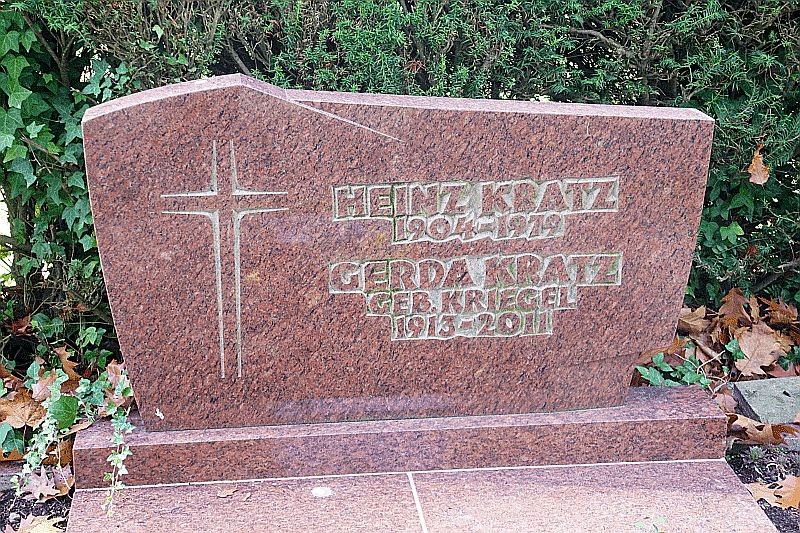 HEINZ KRATZ
1904-1979
GERDA KRATZ
GEB. KRIEGEL
1913-2011